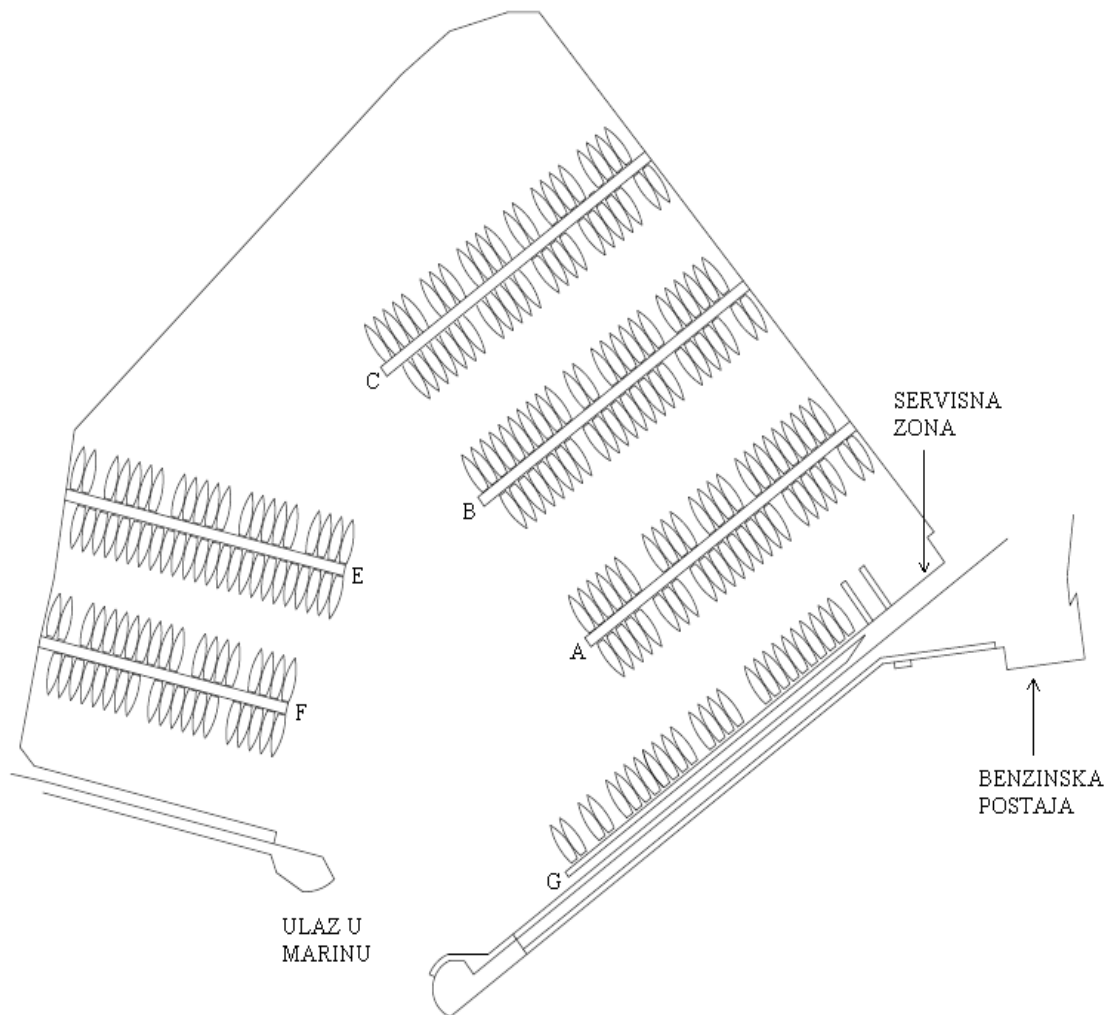 C
SERVISNA
ZONA
B
E
A
F
BENZINSKA
POSTAJA
G
ULAZ U
MARINU